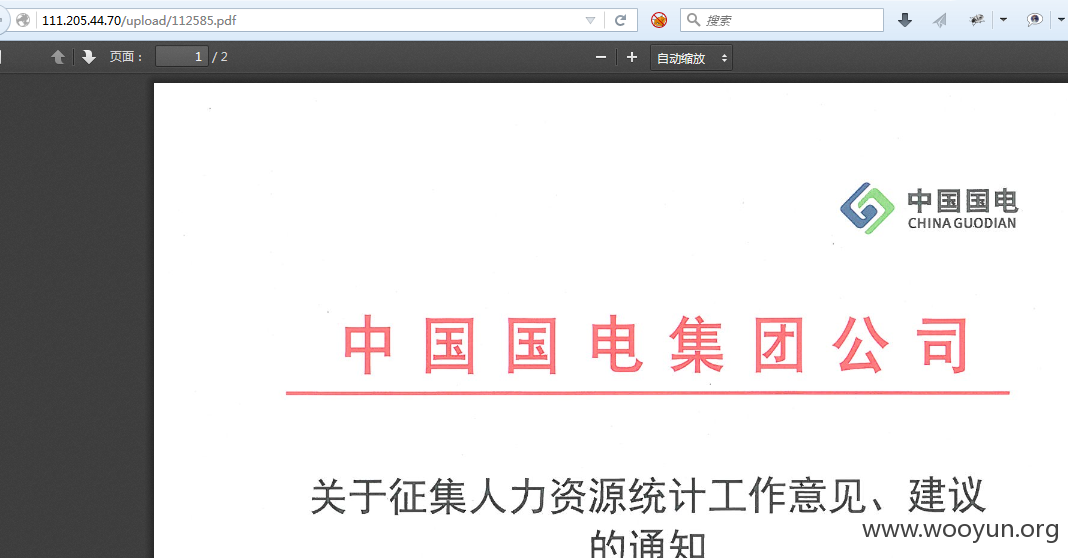 111.205.44.70/upload/112585.pdf
搜索
页面： 1 / 2
自动缩放
中国国电
CHINA GUODIAN
中国国电集团公司
关于征集人力资源统计工作意见、建议
的通知
www.wooyun.org